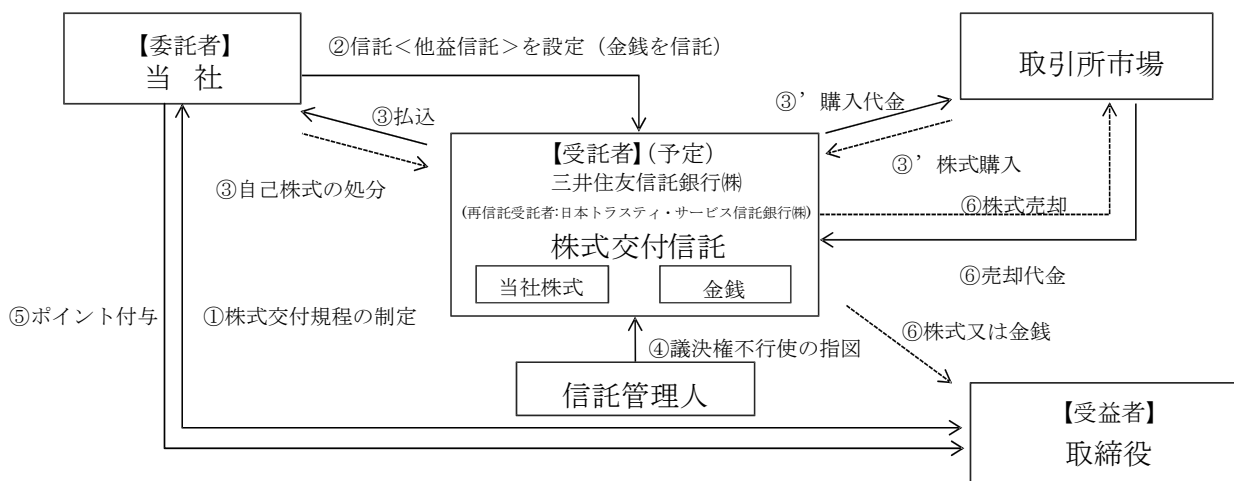 【委託者】
当 社
②信託＜他益信託＞を設定（金銭を信託）
取引所市場
③払込
③’購入代金
【受託者】（予定）
三井住友信託銀行㈱
(再信託受託者:日本トラスティ・サービス信託銀行㈱)
株式交付信託
当社株式
金銭
③自己株式の処分
③’株式購入
⑥株式売却
⑥売却代金
⑤ポイント付与
①株式交付規程の制定
⑥株式又は金銭
④議決権不行使の指図
信託管理人
【受益者】
取締役